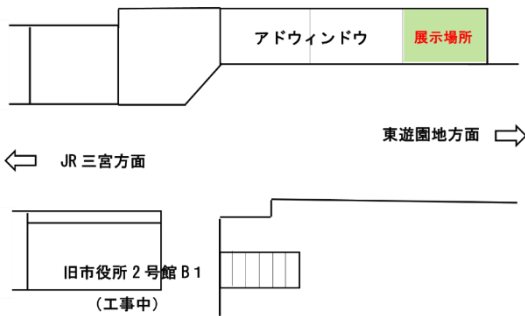 アドウィンドウ
展示場所
東遊園地方面
JR 三宮方面
旧市役所２号館Ｂ１
（工事中）